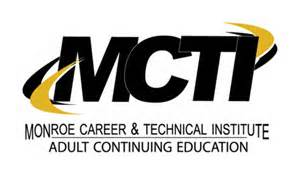 MCTI
MONROE CAREER & TECHNICAL INSTITUTE
ADULT CONTINUING EDUCATION